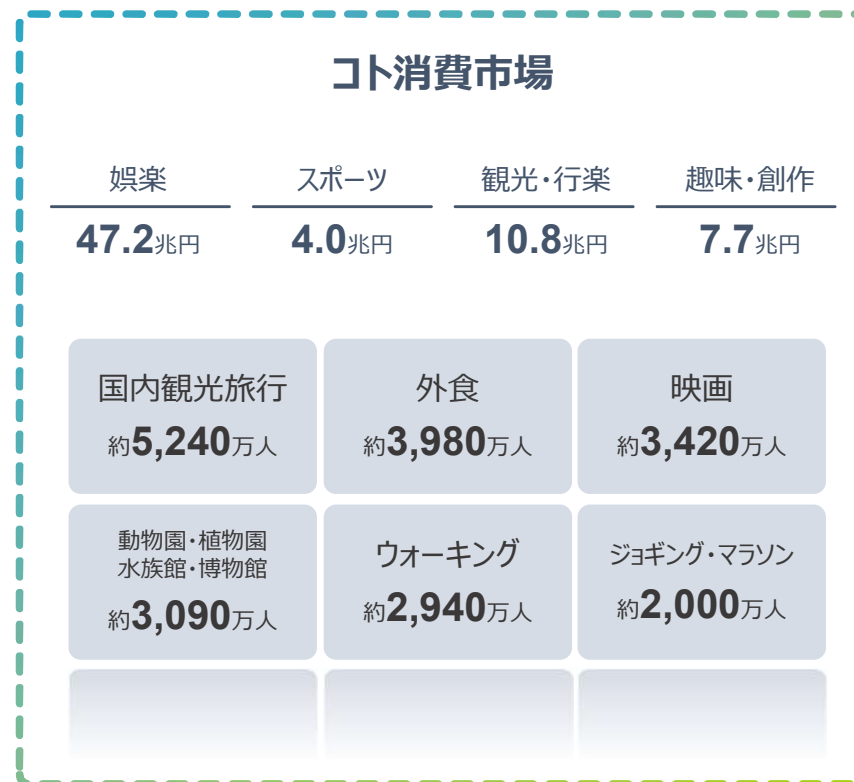 コト消費市場
娯楽 スポーツ 観光・行楽 趣味・創作
47.2兆円 4.0兆円 10.8兆円 7.7兆円
国内観光旅行 外食 映画
約5,240万人 約3,980万人 約3,420万人
動物園・植物園
水族館・博物館 ウォーキング ジョギング・マラソン
約3,090万人 約2,940万人 約2,000万人